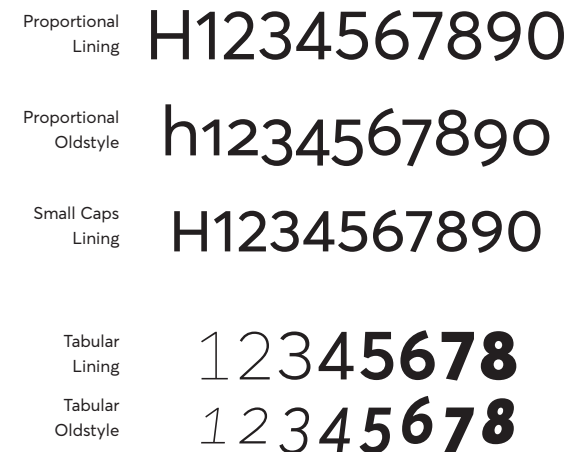 Proportional
Lining
H1234567890
Proportional
Oldstyle
h1234567890
Small Caps
Lining
H1234567890
Tabular
Lining
12345678
Tabular
Oldstyle
12345678